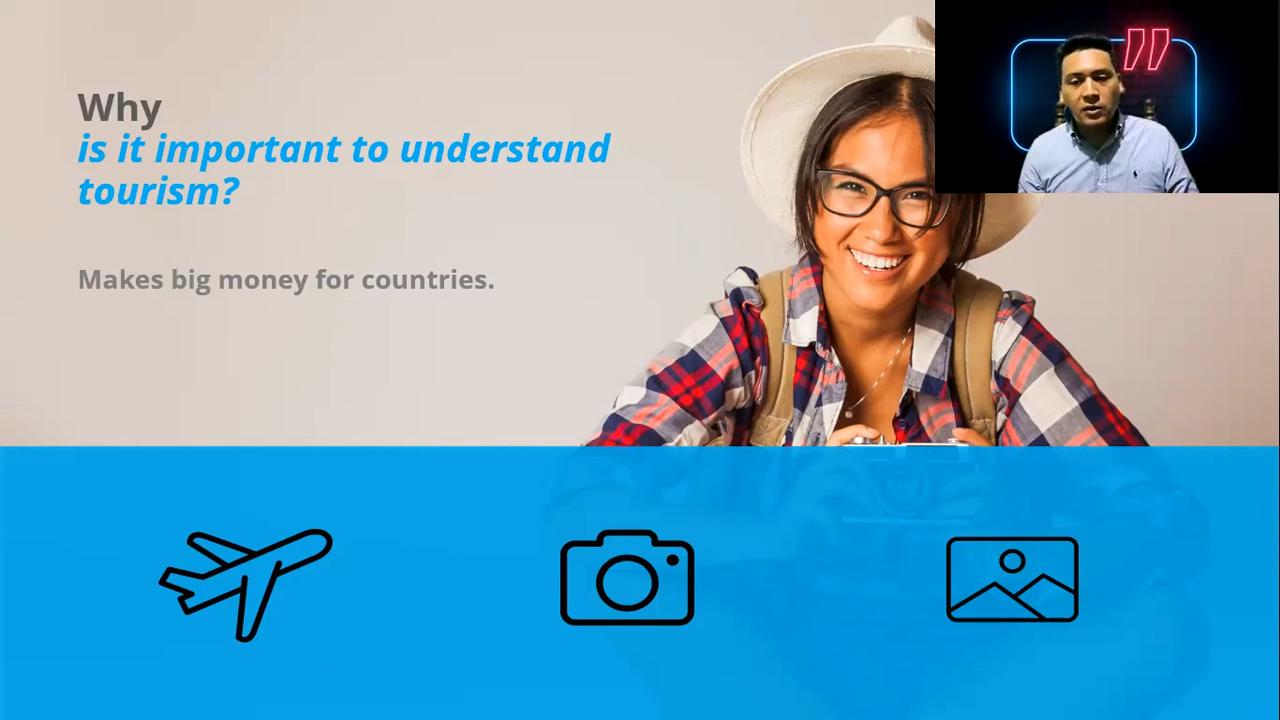 Why
is it important to understand
tourism?
Makes big money for countries.